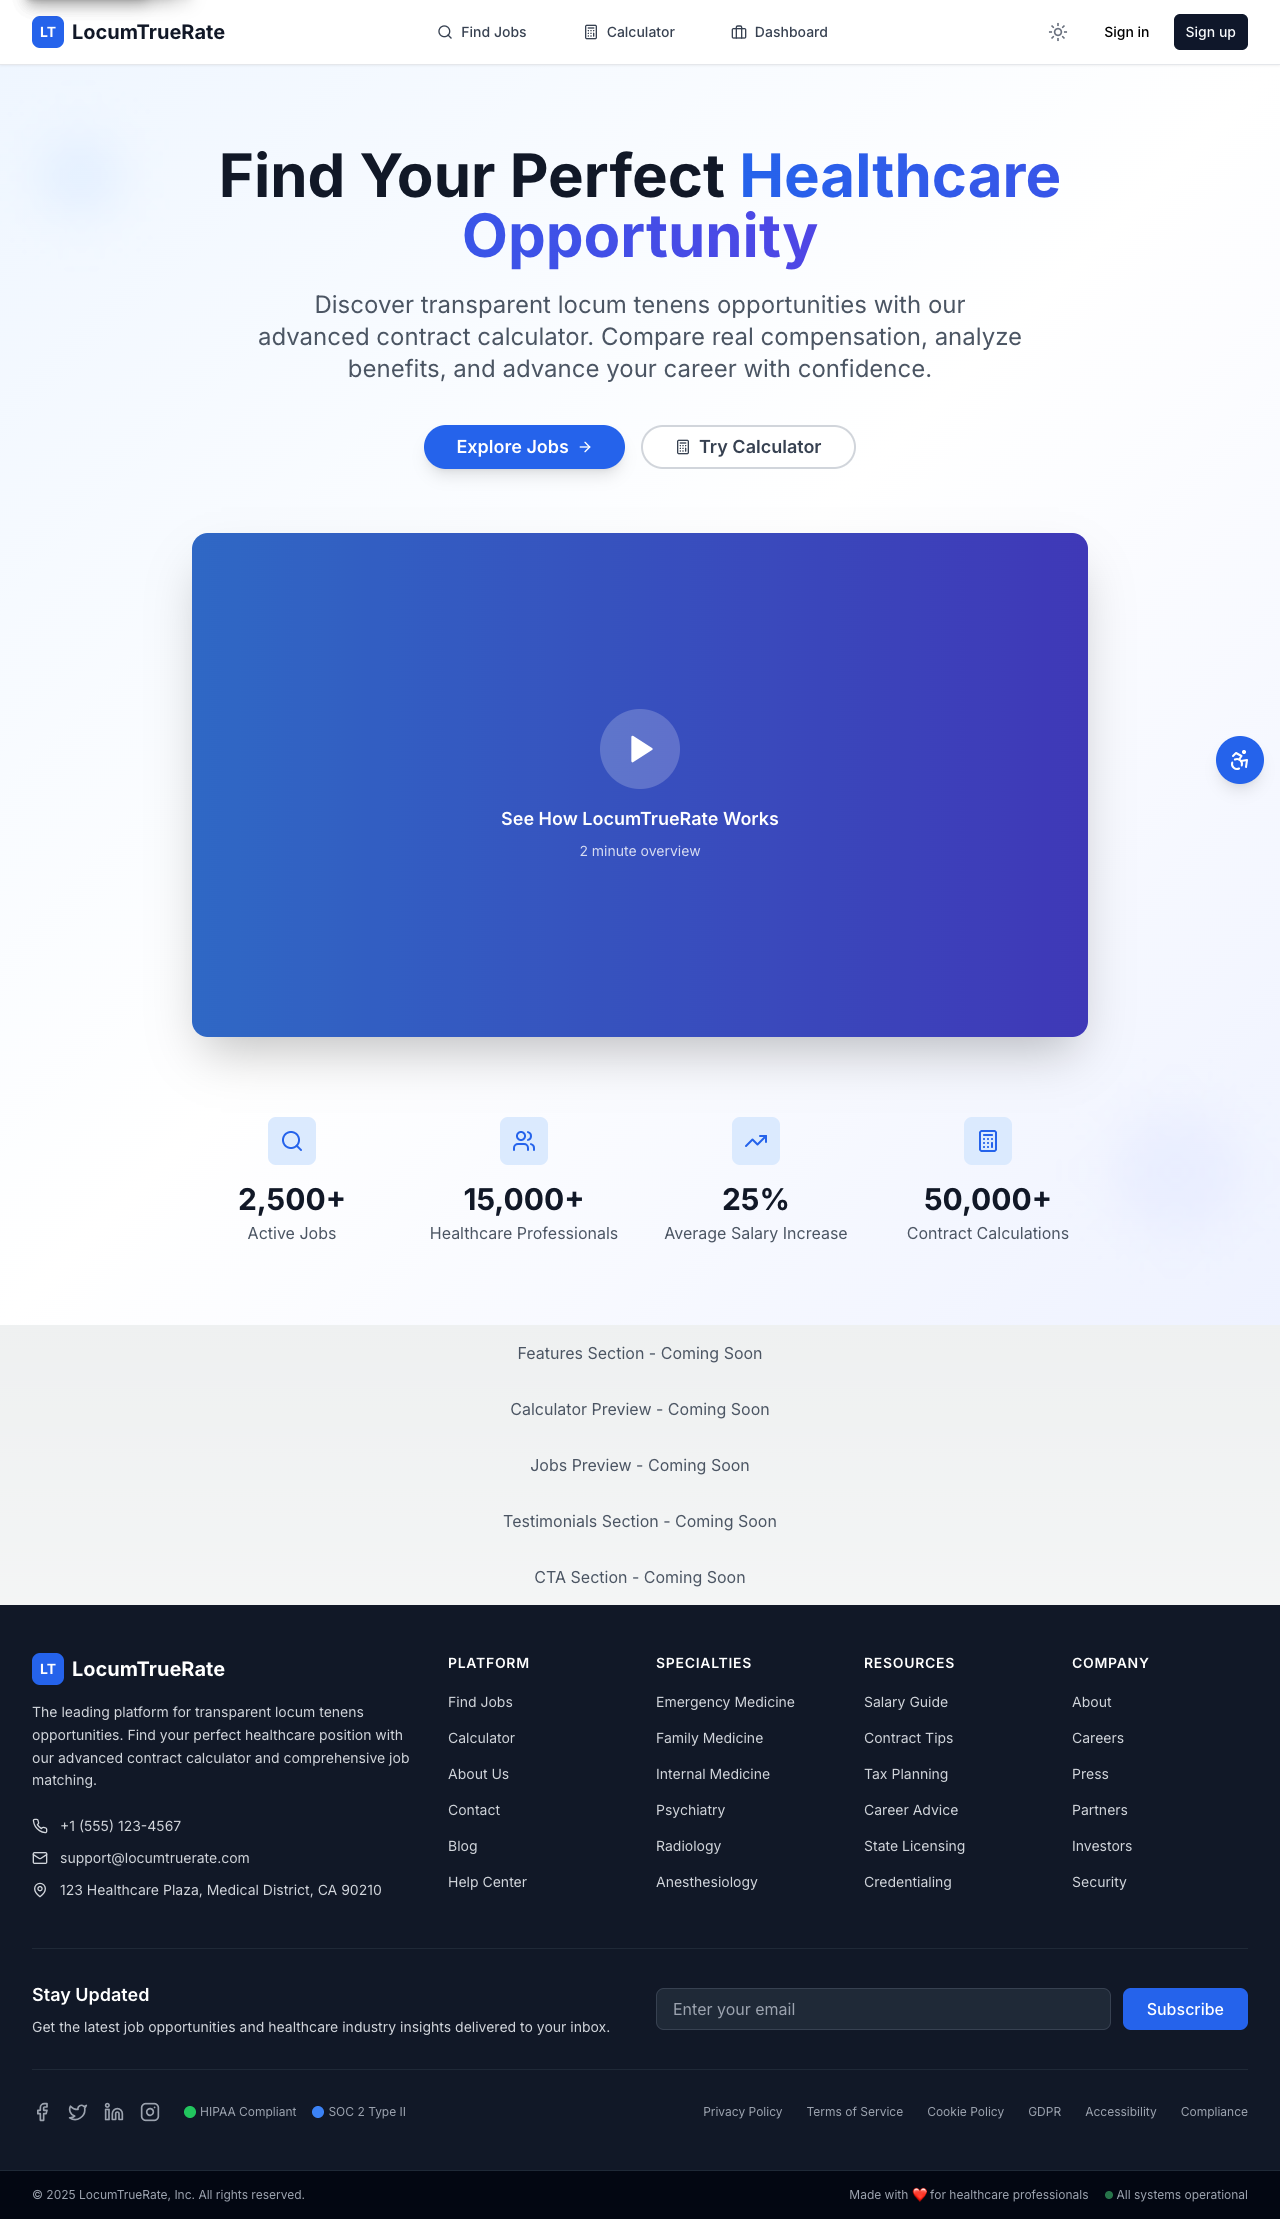 LT LocumTrueRate
Find Jobs
Calculator
Dashboard
Sign in
Sign up
Find Your Perfect Healthcare
Opportunity
Discover transparent locum tenens opportunities with our
advanced contract calculator. Compare real compensation, analyze
benefits, and advance your career with confidence.
Explore Jobs
Try Calculator
See How LocumTrueRate Works
2 minute overview
2,500+
Active Jobs
15,000+
Healthcare Professionals
25%
Average Salary Increase
50,000+
Contract Calculations
Features Section - Coming Soon
Calculator Preview - Coming Soon
Jobs Preview - Coming Soon
Testimonials Section - Coming Soon
CTA Section - Coming Soon
LT LocumTrueRate
The leading platform for transparent locum tenens
opportunities. Find your perfect healthcare position with
our advanced contract calculator and comprehensive job
matching.
+1 (555) 123-4567
support@locumtruerate.com
123 Healthcare Plaza, Medical District, CA 90210
PLATFORM
Find Jobs
Calculator
About Us
Contact
Blog
Help Center
SPECIALTIES
Emergency Medicine
Family Medicine
Internal Medicine
Psychiatry
Radiology
Anesthesiology
RESOURCES
Salary Guide
Contract Tips
Tax Planning
Career Advice
State Licensing
Credentialing
COMPANY
About
Careers
Press
Partners
Investors
Security
Stay Updated
Get the latest job opportunities and healthcare industry insights delivered to your inbox.
Enter your email
Subscribe
HIPAA Compliant
SOC 2 Type II
Privacy Policy
Terms of Service
Cookie Policy
GDPR
Accessibility
Compliance
© 2025 LocumTrueRate, Inc. All rights reserved.
Made with ❤️ for healthcare professionals
All systems operational